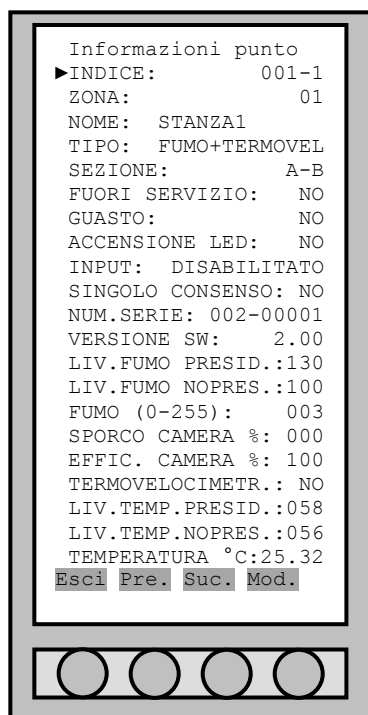 Informazioni punto
►INDICE: 001-1
ZONA: 01
NOME: STANZA1
TIPO: FUMO+TERMOVEL
SEZIONE: A-B
FUORI SERVIZIO: NO
GUASTO: NO
ACCENSIONE LED: NO
INPUT: DISABILITATO
SINGOLO CONSENSO: NO
NUM.SERIE: 002-00001
VERSIONE SW: 2.00
LIV.FUMO PRESID.:130
LIV.FUMO NOPRES.:100
FUMO (0-255): 003
SPORCO CAMERA %: 000
EFFIC. CAMERA %: 100
TERMOVELOCIMETR.: NO
LIV.TEMP.PRESID.:058
LIV.TEMP.NOPRES.:056
TEMPERATURA °C:25.32
Esci Pre. Suc. Mod.